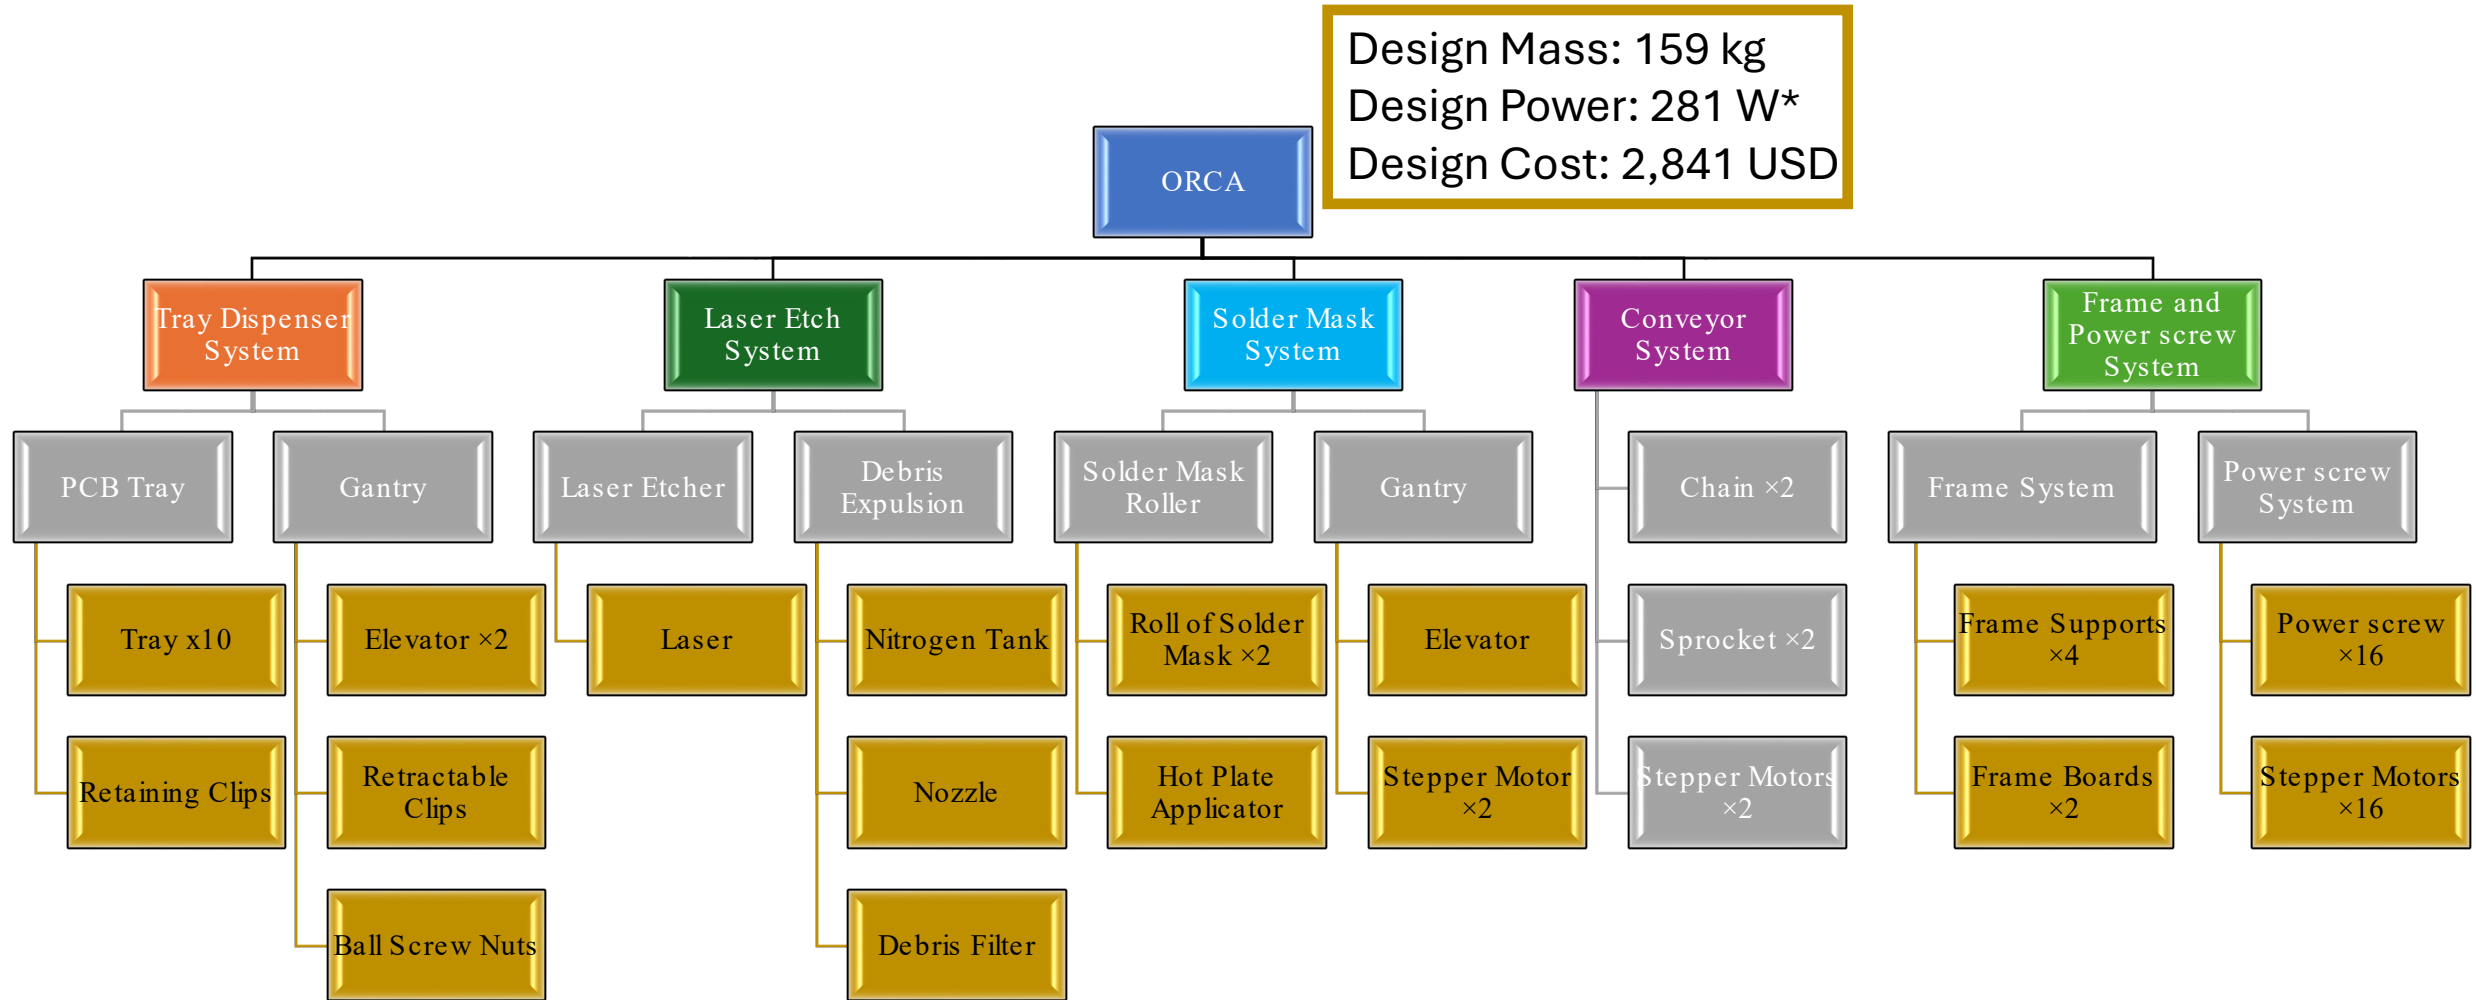 Design Mass: 159 kg
Design Power: 281 W*
Design Cost: 2,841 USD
ORCA
Tray Dispenser
System
Laser Etch
System
Solder Mask
System
Conveyor
System
Frame and
Power screw
System
PCB Tray
Gantry
Laser Etcher
Debris
Expulsion
Solder Mask
Roller
Gantry
Chain ×2
Frame System
Power screw
System
Tray x10
Elevator ×2
Laser
Nitrogen Tank
Roll of Solder
Mask ×2
Elevator
Sprocket ×2
Frame Supports
×4
Power screw
×16
Retaining Clips
Retractable
Clips
Nozzle
Hot Plate
Applicator
Stepper Motor
×2
Stepper Motors
×2
Frame Boards
×2
Stepper Motors
×16
Ball Screw Nuts
Debris Filter